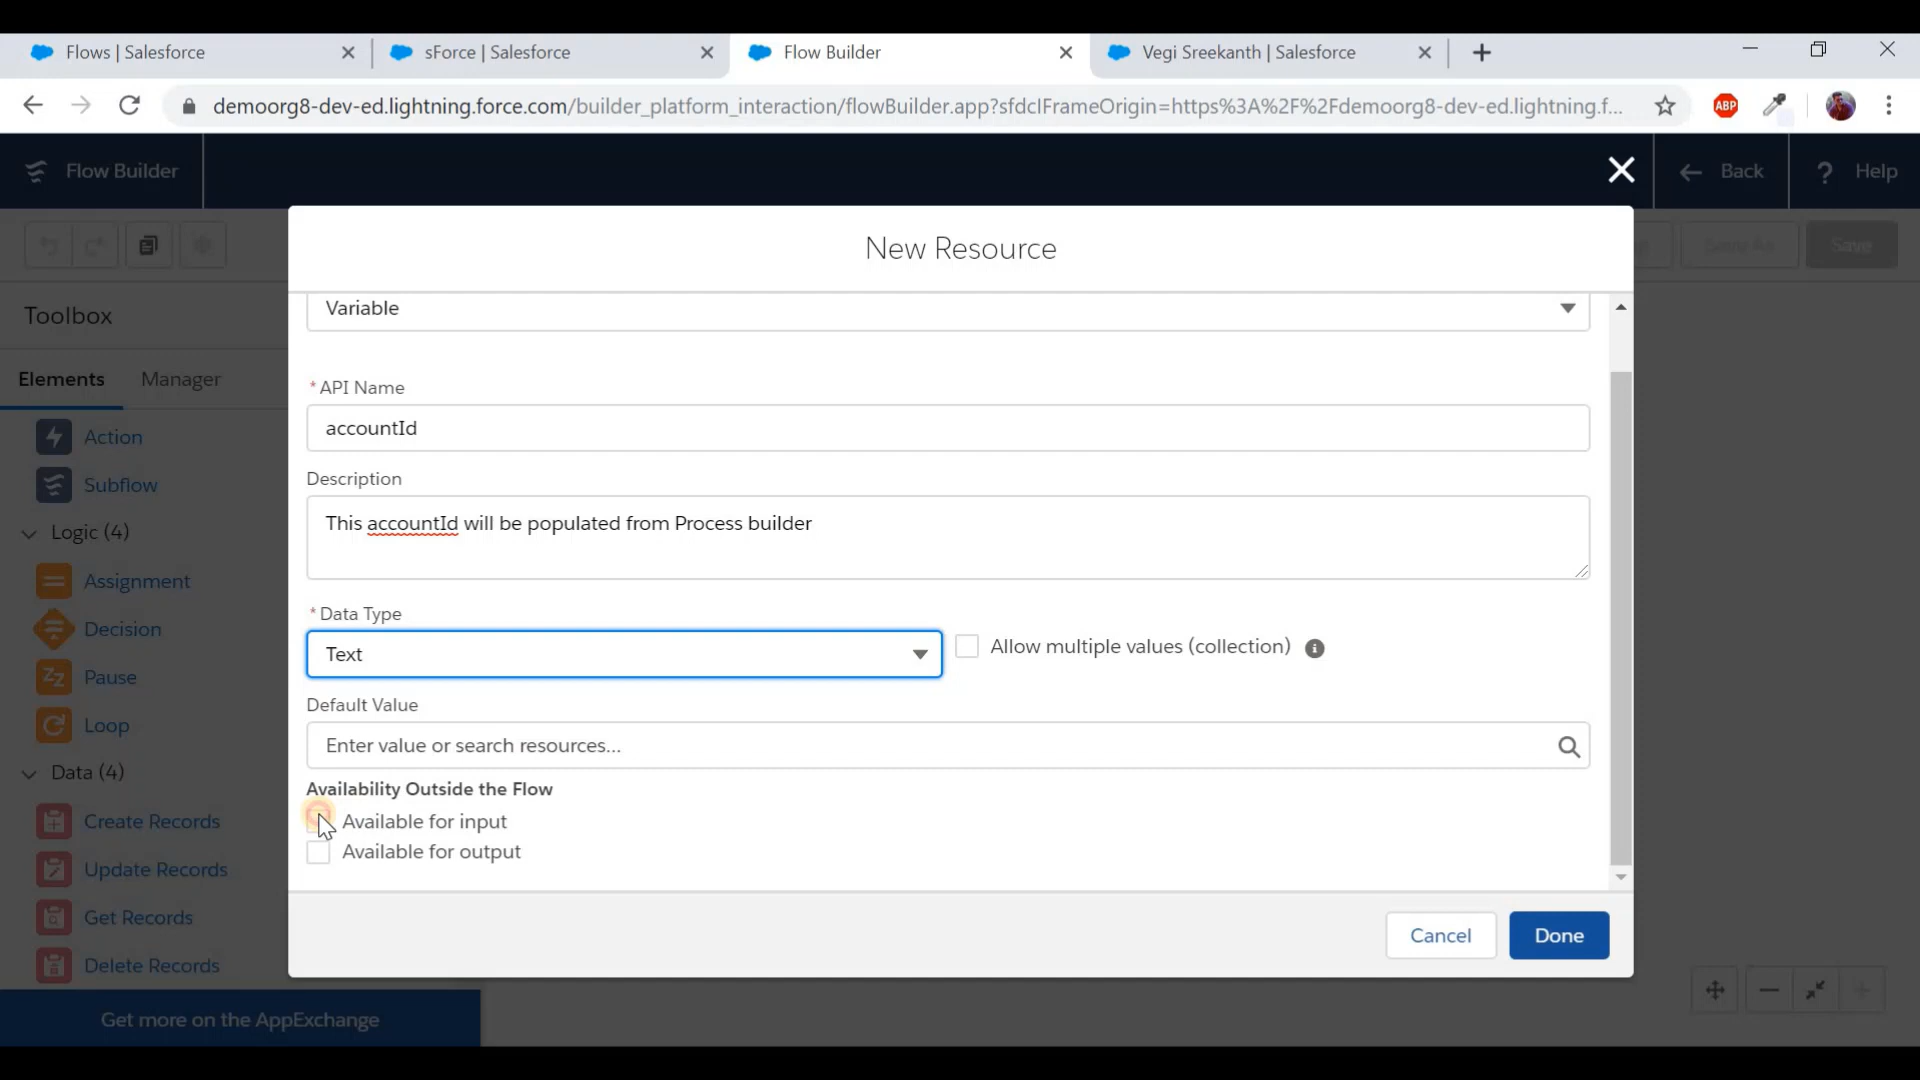 Flows | Salesforce
sForce | Salesforce
Flow Builder
Vegi Sreekanth | Salesforce
demoorg8-dev-ed.lightning.force.com/builder_platform_interaction/flowBuilder.app?sfdcIFrameOrigin=https%3A%2F%2Fdemoorg8-dev-ed.lightning.f...
ABP
Flow Builder
Back
? Help
New Resource
Save As
Save
Toolbox
Elements
Manager
Variable
* API Name
accountId
Action
Description
Subflow
This accountId will be populated from Process builder
Logic (4)
Assignment
* Data Type
Decision
Text
Allow multiple values (collection)
Pause
Default Value
Loop
Enter value or search resources...
Data (4)
Availability Outside the Flow
Create Records
Available for input
Available for output
Update Records
Get Records
Cancel
Done
Delete Records
Get more on the AppExchange